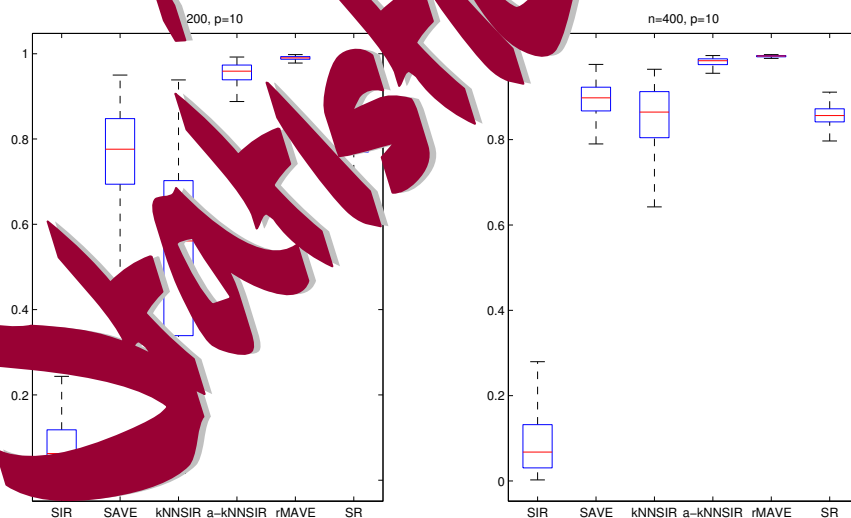 200, p=10
n=400, p=10
1
0.8
0.6
0.4
0.2
SIR SAVE kNNSIR a-kNNSIR rMAVE SR
0.8
0.6
0.4
0.2
0
SIR SAVE kNNSIR a-kNNSIR rMAVE SR